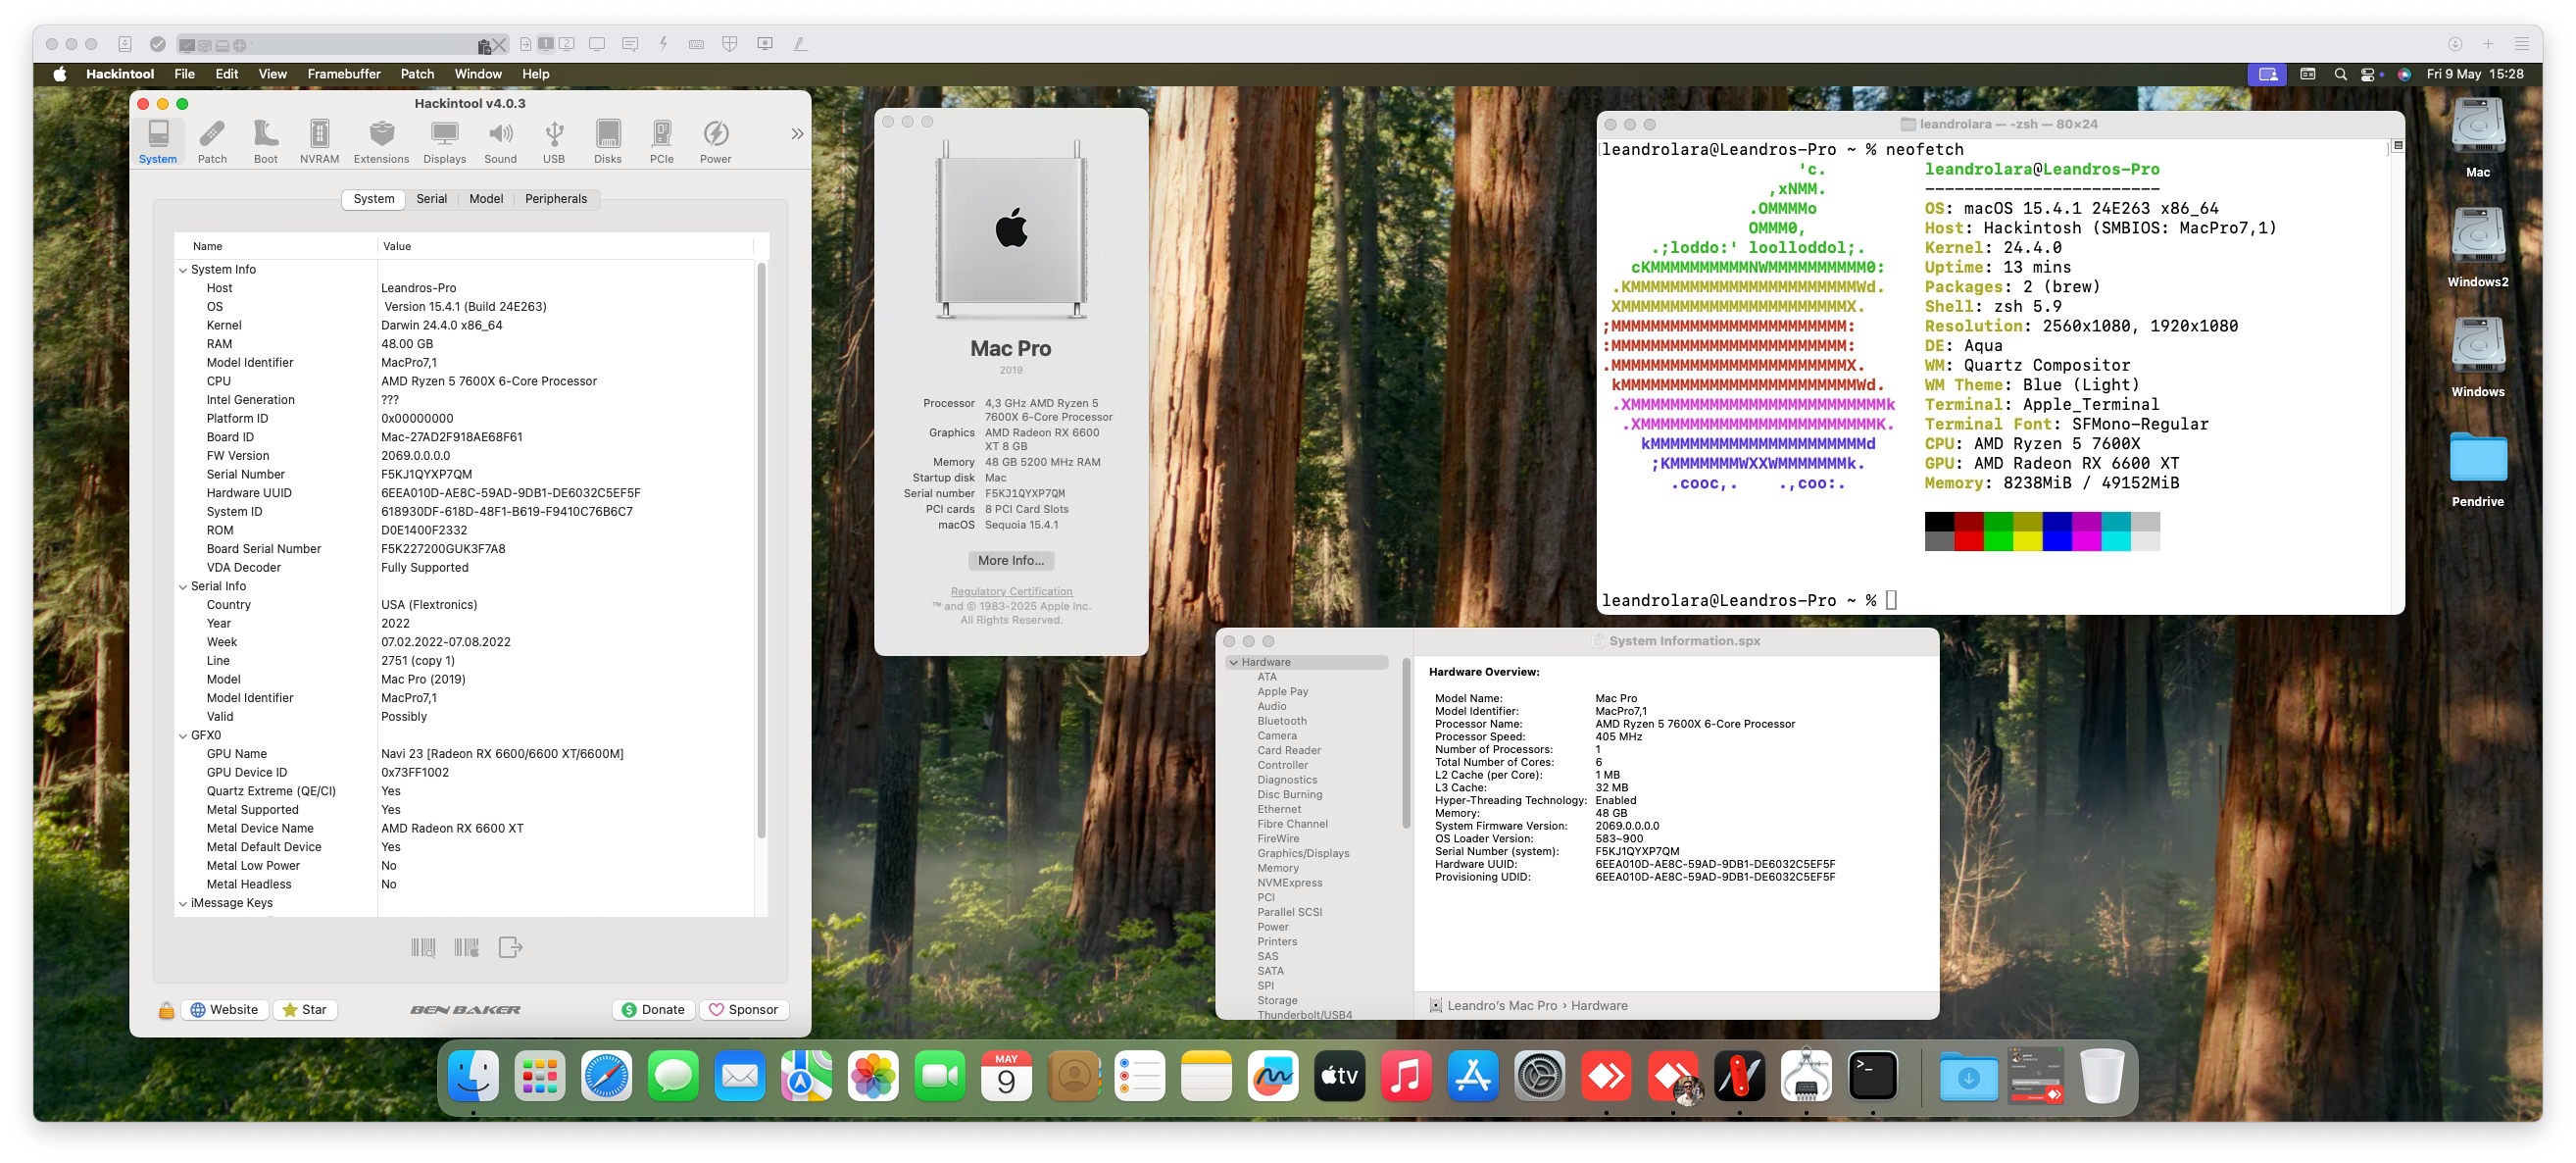 1 2
Hackintool File Edit View Framebuffer Patch Window Help Fri 9 May 15:28
Hackintool v4.0.3
System Patch Boot NVRAM Extensions Displays Sound USB Disks PCIe Power
System Serial Model Peripherals
Name Value
System Info
Host Leandros-Pro
OS Version 15.4.1 (Build 24E263)
Kernel Darwin 24.4.0 x86_64
RAM 48.00 GB
Model Identifier MacPro7,1
CPU AMD Ryzen 5 7600X 6-Core Processor
Intel Generation ???
Platform ID 0x00000000
Board ID Mac-27AD2F918AE68F61
FW Version 2069.0.0.0.0
Serial Number F5KJ1QYXP7QM
Hardware UUID 6EEA010D-AE8C-59AD-9DB1-DE6032C5EF5F
System ID 618930DF-618D-48F1-B619-F9410C76B6C7
ROM D0E1400F2332
Board Serial Number F5K227200GUK3F7A8
VDA Decoder Fully Supported
Serial Info
Country USA (Flextronics)
Year 2022
Week 07.02.2022-07.08.2022
Line 2751 (copy 1)
Model Mac Pro (2019)
Model Identifier MacPro7,1
Valid Possibly
GFX0
GPU Name Navi 23 [Radeon RX 6600/6600 XT/6600M]
GPU Device ID 0x73FF1002
Quartz Extreme (QE/CI) Yes
Metal Supported Yes
Metal Device Name AMD Radeon RX 6600 XT
Metal Default Device Yes
Metal Low Power No
Metal Headless No
iMessage Keys
Website Star BEN BAKER Donate Sponsor
Mac Pro
2019
Processor 4,3 GHz AMD Ryzen 5
7600X 6-Core Processor
Graphics AMD Radeon RX 6600
XT 8 GB
Memory 48 GB 5200 MHz RAM
Startup disk Mac
Serial number F5KJ1QYXP7QM
PCI cards 8 PCI Card Slots
macOS Sequoia 15.4.1
More Info...
Regulatory Certification
™ and © 1983-2025 Apple Inc.
All Rights Reserved.
leandrolara — -zsh — 80×24
leandrolara@Leandros-Pro ~ % neofetch
'c. leandrolara@Leandros-Pro
,xNMM. ------------------------
.OMMMMo OS: macOS 15.4.1 24E263 x86_64
OMMM0, Host: Hackintosh (SMBIOS: MacPro7,1)
.;loddo:' loolloddol;. Kernel: 24.4.0
cKMMMMMMMMMMNWMMMMMMMMMM0: Uptime: 13 mins
.KMMMMMMMMMMMMMMMMMMMMMMMWd. Packages: 2 (brew)
XMMMMMMMMMMMMMMMMMMMMMMMX. Shell: zsh 5.9
;MMMMMMMMMMMMMMMMMMMMMMMM: Resolution: 2560x1080, 1920x1080
:MMMMMMMMMMMMMMMMMMMMMMMM: DE: Aqua
.MMMMMMMMMMMMMMMMMMMMMMMMX. WM: Quartz Compositor
kMMMMMMMMMMMMMMMMMMMMMMMMWd. WM Theme: Blue (Light)
.XMMMMMMMMMMMMMMMMMMMMMMMMMMk Terminal: Apple_Terminal
.XMMMMMMMMMMMMMMMMMMMMMMMMK. Terminal Font: SFMono-Regular
kMMMMMMMMMMMMMMMMMMMMMMd CPU: AMD Ryzen 5 7600X
;KMMMMMMMWXXWMMMMMMMk. GPU: AMD Radeon RX 6600 XT
.cooc,. .,coo:. Memory: 8238MiB / 49152MiB
leandrolara@Leandros-Pro ~ %
System Information.spx
Hardware
ATA
Apple Pay
Audio
Bluetooth
Camera
Card Reader
Controller
Diagnostics
Disc Burning
Ethernet
Fibre Channel
FireWire
Graphics/Displays
Memory
NVMExpress
PCI
Parallel SCSI
Power
Printers
SAS
SATA
SPI
Storage
Thunderbolt/USB4
Hardware Overview:
Model Name: Mac Pro
Model Identifier: MacPro7,1
Processor Name: AMD Ryzen 5 7600X 6-Core Processor
Processor Speed: 405 MHz
Number of Processors: 1
Total Number of Cores: 6
L2 Cache (per Core): 1 MB
L3 Cache: 32 MB
Hyper-Threading Technology: Enabled
Memory: 48 GB
System Firmware Version: 2069.0.0.0.0
OS Loader Version: 583~900
Serial Number (system): F5KJ1QYXP7QM
Hardware UUID: 6EEA010D-AE8C-59AD-9DB1-DE6032C5EF5F
Provisioning UDID: 6EEA010D-AE8C-59AD-9DB1-DE6032C5EF5F
Leandro's Mac Pro › Hardware
Mac
Windows2
Windows
Pendrive
MAY
9
tv
>_